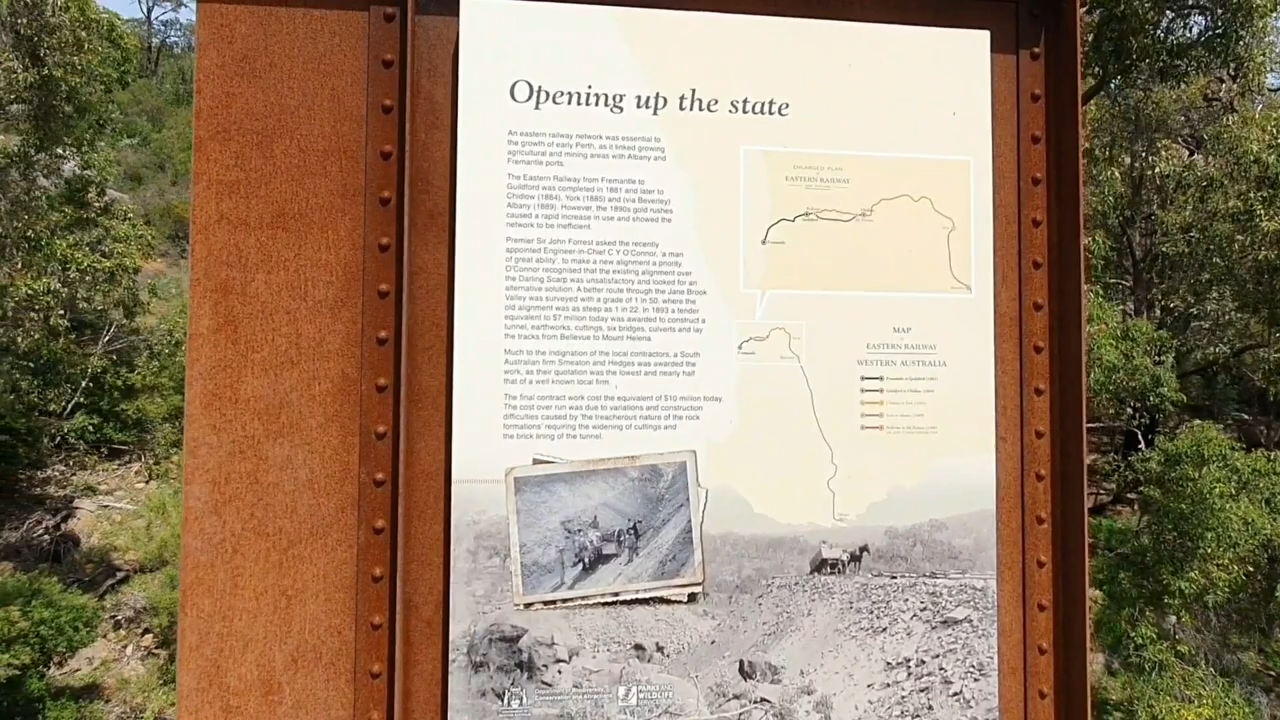 Opening up the state
An eastern railway network was essential to
the growth of early Perth, as it linked growing
agricultural and mining areas with Albany and
Fremantle ports.
The Eastern Railway from Fremantle to
Guildford was completed in 1881 and later to
Chidlow (1884), York (1885) and (via Beverley)
Albany (1889). However, the 1890s gold rushes
caused a rapid increase in use and showed the
network to be inefficient.
Premier Sir John Forrest asked the recently
appointed Engineer-in-Chief C Y O'Connor, 'a man
of great ability', to make a new alignment a priority.
O'Connor recognised that the existing alignment over
the Darling Scarp was unsatisfactory and looked for an
alternative solution. A better route through the Jane Brook
Valley was surveyed with a grade of 1 in 50, where the
old alignment was as steep as 1 in 22. In 1893 a tender
equivalent to $7 million today was awarded to construct a
tunnel, earthworks, cuttings, six bridges, culverts and lay
the tracks from Bellevue to Mount Helena.
Much to the indignation of the local contractors, a South
Australian firm Smeaton and Hedges was awarded the
work, as their quotation was the lowest and nearly half
that of a well known local firm.
The final contract work cost the equivalent of $10 million today.
The cost over run was due to variations and construction
difficulties caused by 'the treacherous nature of the rock
formations' requiring the widening of cuttings and
the brick lining of the tunnel.
ENLARGED PLAN
EASTERN RAILWAY
Fremantle
MAP
EASTERN RAILWAY
WESTERN AUSTRALIA
Department of Biodiversity,
Conservation and Attractions
PARKS AND
WILDLIFE
SERVICE